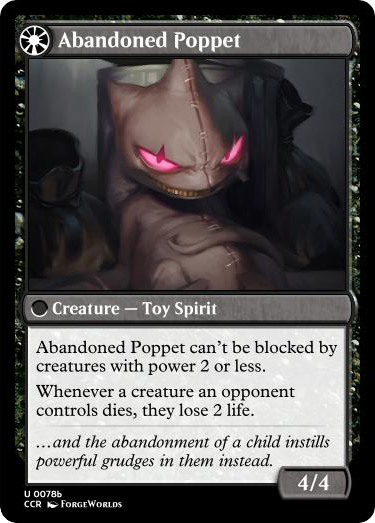 Abandoned Poppet
Creature — Toy Spirit
Abandoned Poppet can't be blocked by
creatures with power 2 or less.
Whenever a creature an opponent
controls dies, they lose 2 life.
…and the abandonment of a child instills
powerful grudges in them instead.
4/4
U 0078b
CCR ForgeWorlds